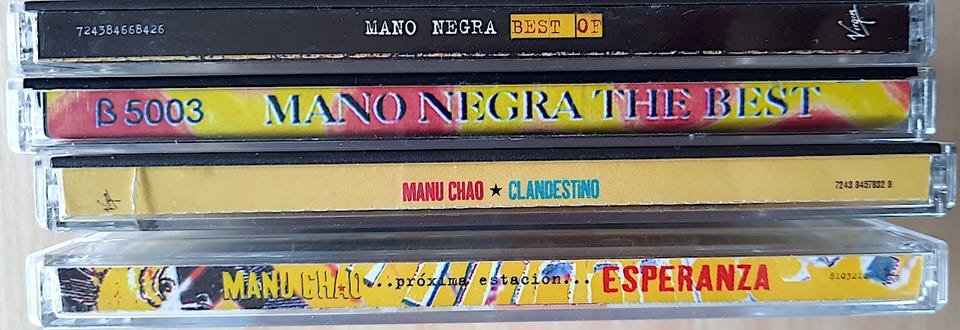 724384668426 MANO NEGRA BEST OF Virgin
ß 5003 MANO NEGRA THE BEST
Virgin MANU CHAO ★ CLANDESTINO 7243 8457832 9
MANU CHAO...próxima estación... ESPERANZA